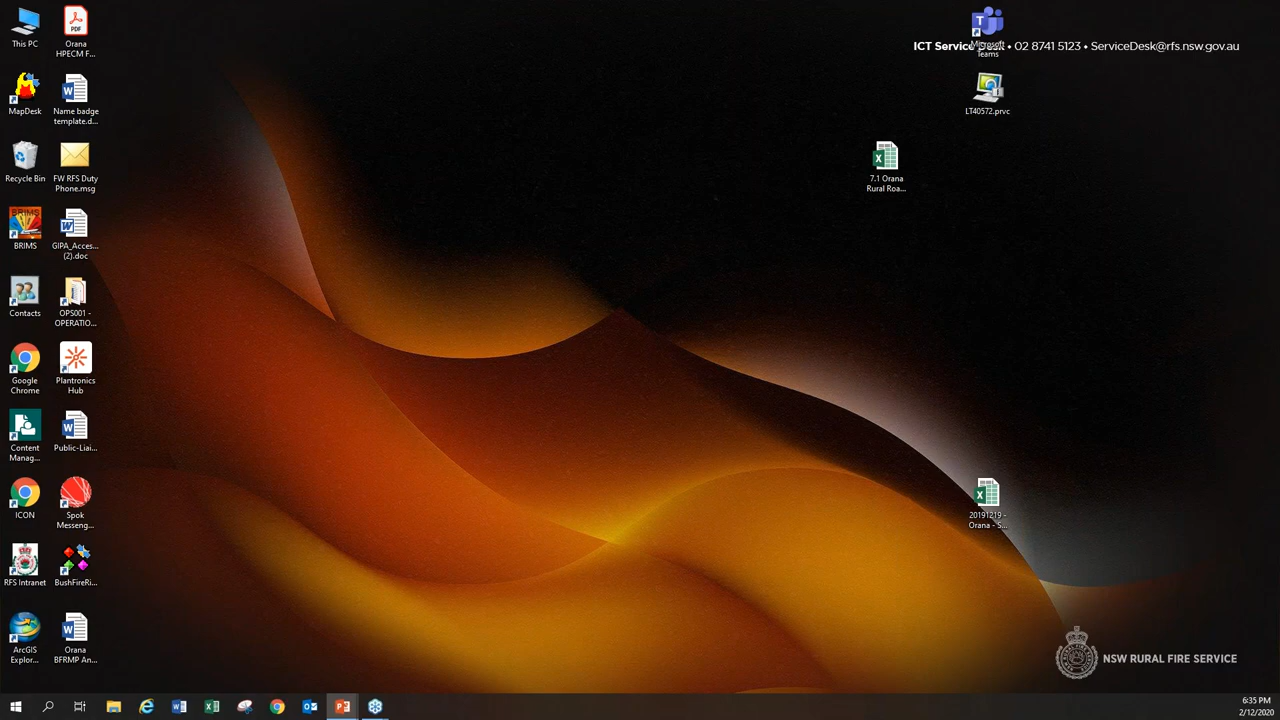 This PC
Orana
HPECM F...
MapDesk
Name badge
template.d...
Recycle Bin
FW RFS Duty
Phone.msg
BRIMS
BRIMS
GIPA_Acces...
(2).doc
Contacts
OPS001 -
OPERATIO...
Google
Chrome
Plantronics
Hub
Content
Manag...
Public-Liai...
ICON
Spok
Messeng...
RFS Intranet
BushFireRi...
ArcGIS
Explor...
Orana
BFRMP An...
Microsoft
Teams
ICT Service Desk • 02 8741 5123 • ServiceDesk@rfs.nsw.gov.au
LT40572.prvc
7.1 Orana
Rural Roa...
20191219 -
Orana - S...
NSW RURAL FIRE SERVICE
6:35 PM
2/12/2020